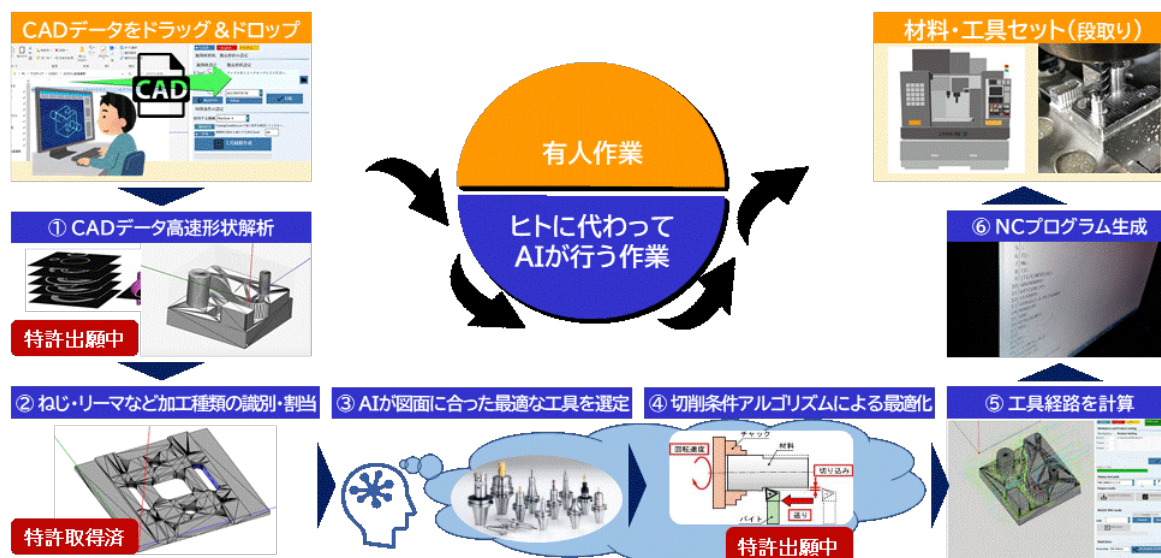 CADデータをドラッグ&ドロップ
CAD
① CADデータ高速形状解析
特許出願中
② ねじ・リーマなど加工種類の識別・割当
特許取得済
③ AIが図面に合った最適な工具を選定
④ 切削条件アルゴリズムによる最適化
チャック
材料
回転速度
切り込み
送り
バイト
特許出願中
⑤ 工具経路を計算
⑥ NCプログラム生成
材料・工具セット(段取り)
有人作業
ヒトに代わって
AIが行う作業